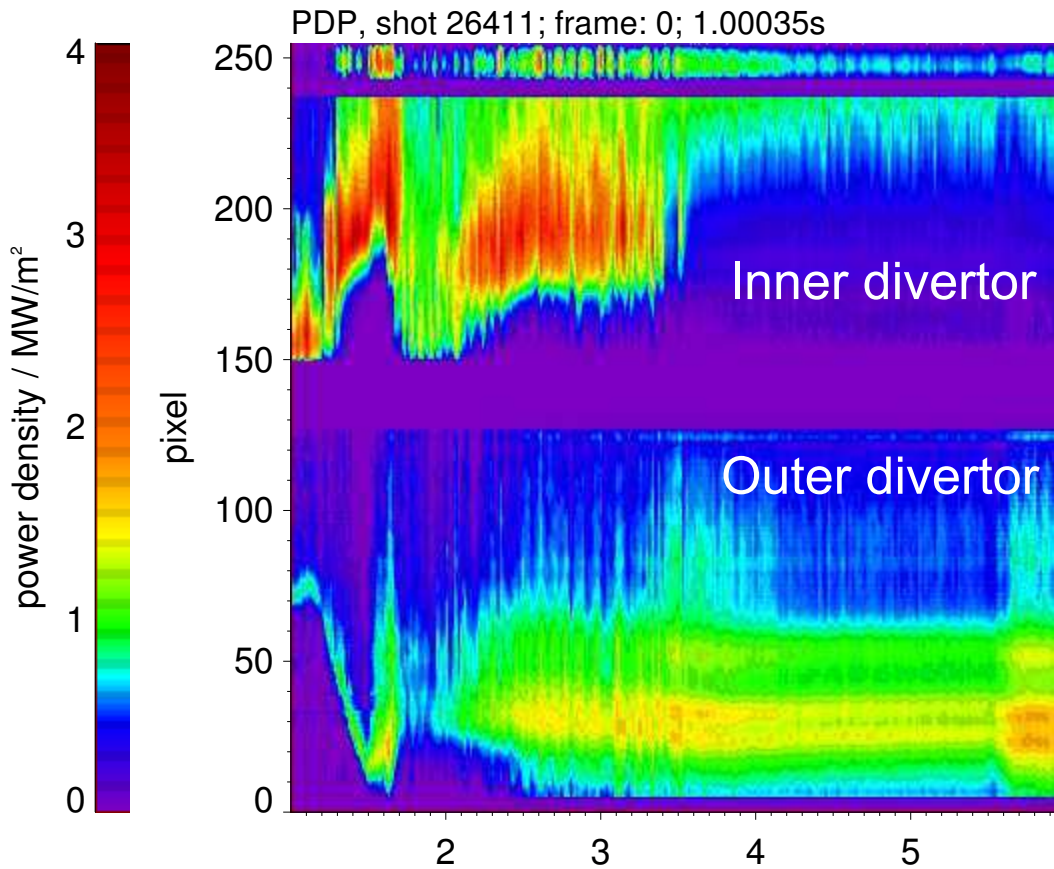 PDP, shot 26411; frame: 0; 1.00035s
4
3
2
1
0
power density / MW/m²
250
200
150
100
50
0
pixel
Inner divertor
Outer divertor
2 3 4 5